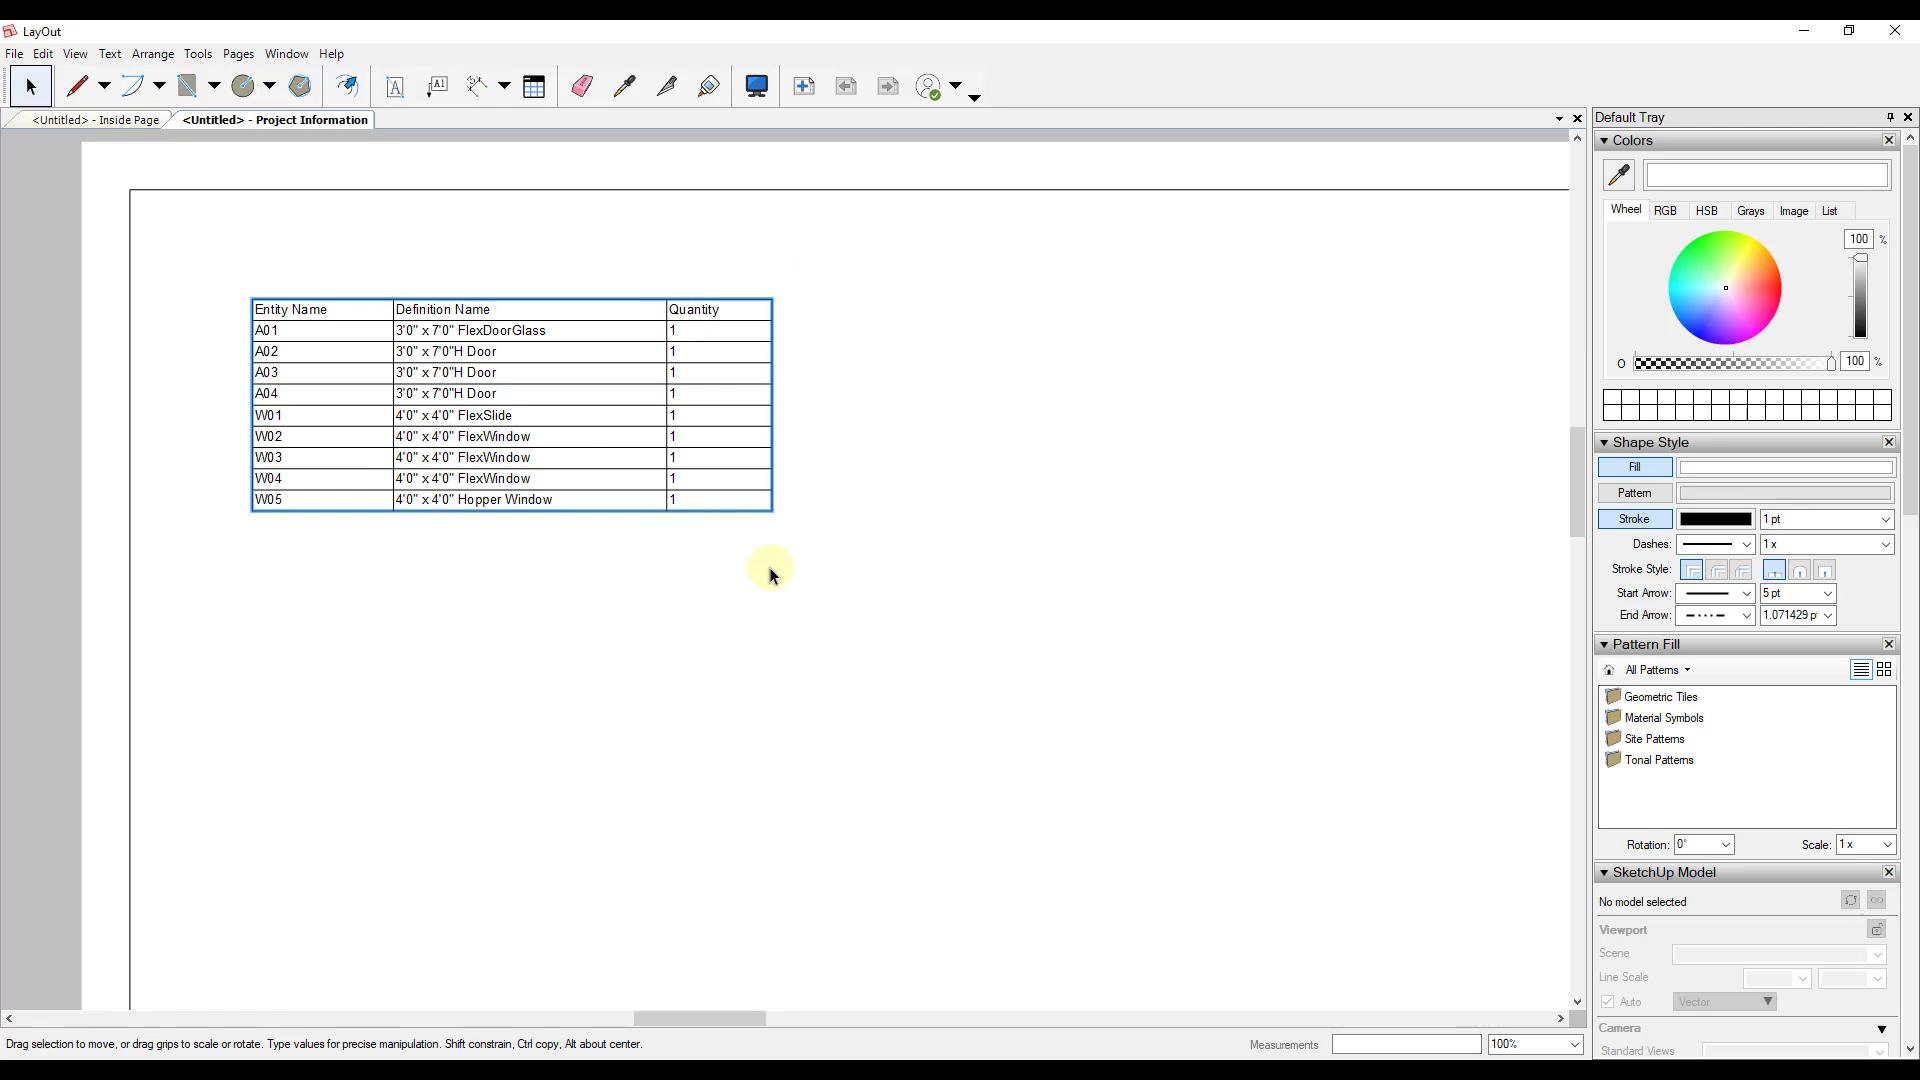 LayOut
File Edit View Text Arrange Tools Pages Window Help
<Untitled> - Inside Page <Untitled> - Project Information
Default Tray
Colors
Wheel RGB HSB Grays Image List
100 %
O 100 %
Entity Name Definition Name Quantity
A01 3'0" x 7'0" FlexDoorGlass 1
A02 3'0" x 7'0"H Door 1
A03 3'0" x 7'0"H Door 1
A04 3'0" x 7'0"H Door 1
W01 4'0" x 4'0" FlexSlide 1
W02 4'0" x 4'0" FlexWindow 1
W03 4'0" x 4'0" FlexWindow 1
W04 4'0" x 4'0" FlexWindow 1
W05 4'0" x 4'0" Hopper Window 1
Shape Style
Fill
Pattern
Stroke 1 pt
Dashes: 1 x
Stroke Style:
Start Arrow: 5 pt
End Arrow: 1.071429 p
Pattern Fill
All Patterns
Geometric Tiles
Material Symbols
Site Patterns
Tonal Patterns
Rotation: 0° Scale: 1 x
SketchUp Model
No model selected
Viewport
Scene
Line Scale
Auto Vector
Camera
Standard Views
Drag selection to move, or drag grips to scale or rotate. Type values for precise manipulation. Shift constrain, Ctrl copy, Alt about center. Measurements 100%